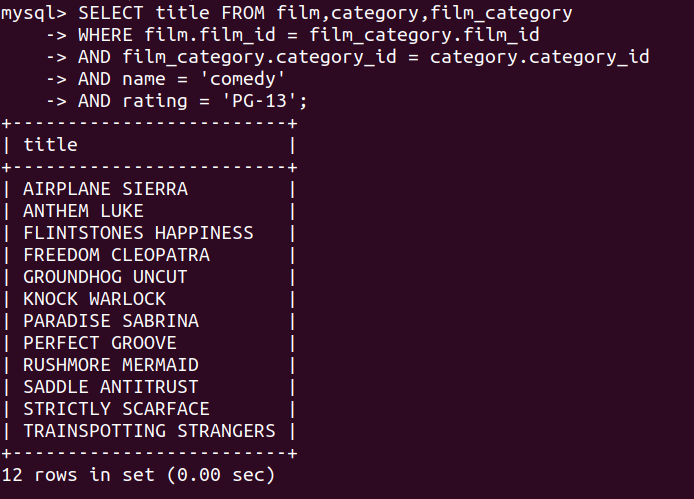 mysql> SELECT title FROM film,category,film_category
    -> WHERE film.film_id = film_category.film_id
    -> AND film_category.category_id = category.category_id
    -> AND name = 'comedy'
    -> AND rating = 'PG-13';
+-------------------------+
| title                   |
+-------------------------+
| AIRPLANE SIERRA         |
| ANTHEM LUKE             |
| FLINTSTONES HAPPINESS   |
| FREEDOM CLEOPATRA       |
| GROUNDHOG UNCUT         |
| KNOCK WARLOCK           |
| PARADISE SABRINA        |
| PERFECT GROOVE          |
| RUSHMORE MERMAID        |
| SADDLE ANTITRUST        |
| STRICTLY SCARFACE       |
| TRAINSPOTTING STRANGERS |
+-------------------------+
12 rows in set (0.00 sec)